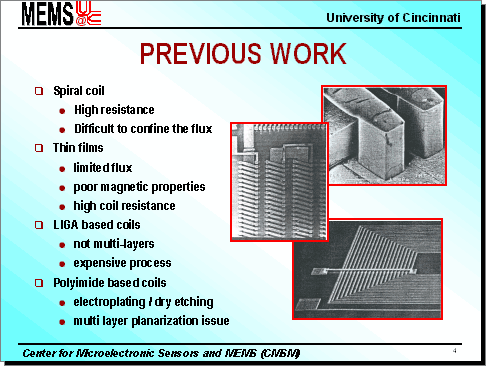 MEMS U@C
University of Cincinnati
PREVIOUS WORK
Spiral coil
High resistance
Difficult to confine the flux
Thin films
limited flux
poor magnetic properties
high coil resistance
LIGA based coils
not multi-layers
expensive process
Polyimide based coils
electroplating / dry etching
multi layer planarization issue
Center for Microelectronic Sensors and MEMS (CMSM)
4